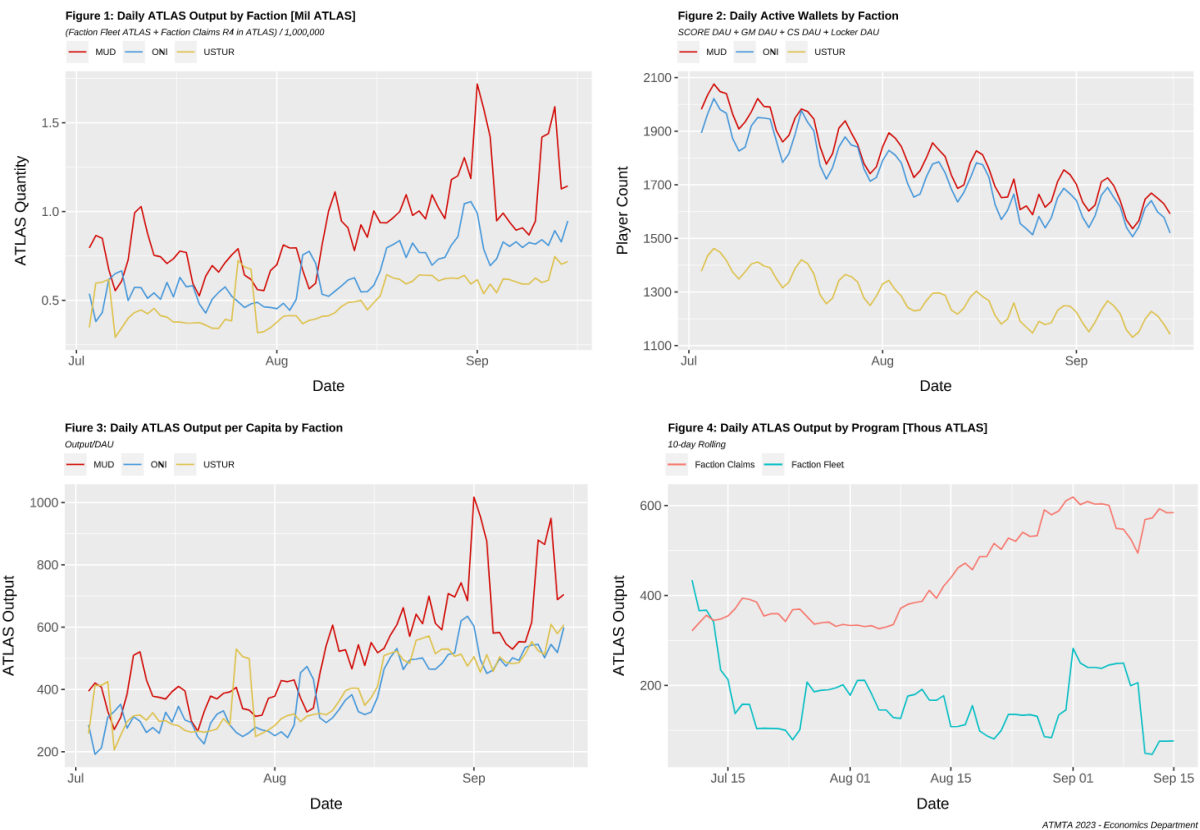 Figure 1: Daily ATLAS Output by Faction [Mil ATLAS]
(Faction Fleet ATLAS + Faction Claims R4 in ATLAS) / 1,000,000
MUD ONI USTUR
ATLAS Quantity
1.5
1.0
0.5
Jul Aug Sep
Date
Figure 2: Daily Active Wallets by Faction
SCORE DAU + GM DAU + CS DAU + Locker DAU
MUD ONI USTUR
Player Count
2100
1900
1700
1500
1300
1100
Jul Aug Sep
Date
Fiure 3: Daily ATLAS Output per Capita by Faction
Output/DAU
MUD ONI USTUR
ATLAS Output
1000
800
600
400
200
Jul Aug Sep
Date
Figure 4: Daily ATLAS Output by Program [Thous ATLAS]
10-day Rolling
Faction Claims Faction Fleet
ATLAS Output
600
400
200
Jul 15 Aug 01 Aug 15 Sep 01 Sep 15
Date
ATMTA 2023 - Economics Department